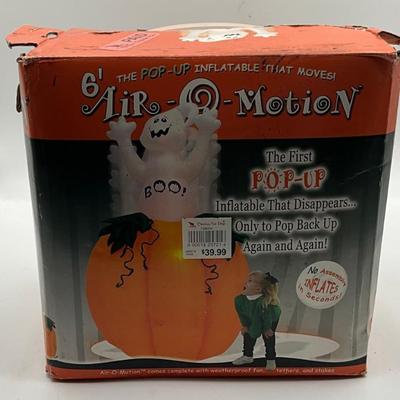 6' THE POP-UP INFLATABLE THAT MOVES!
AIR-O-MOTION
The First
POP-UP
Inflatable That Disappears...
Only to Pop Back Up
Again and Again!
BOO!
$39.99
No Assembly
INFLATES
in Seconds!
Air-O-Motion™ comes complete with weatherproof fan, tethers, and stakes